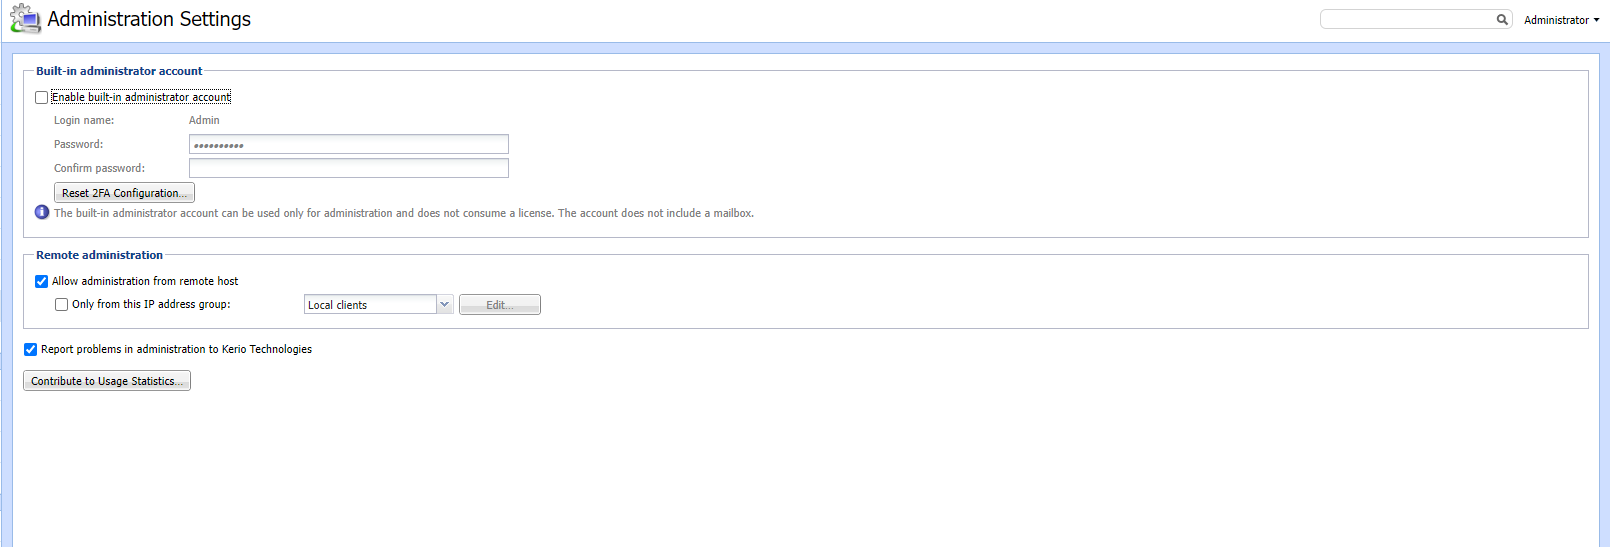 Administration Settings
Administrator
Built-in administrator account
Enable built-in administrator account
Login name: Admin
Password: ••••••••••
Confirm password:
Reset 2FA Configuration...
The built-in administrator account can be used only for administration and does not consume a license. The account does not include a mailbox.
Remote administration
Allow administration from remote host
Only from this IP address group: Local clients Edit...
Report problems in administration to Kerio Technologies
Contribute to Usage Statistics...